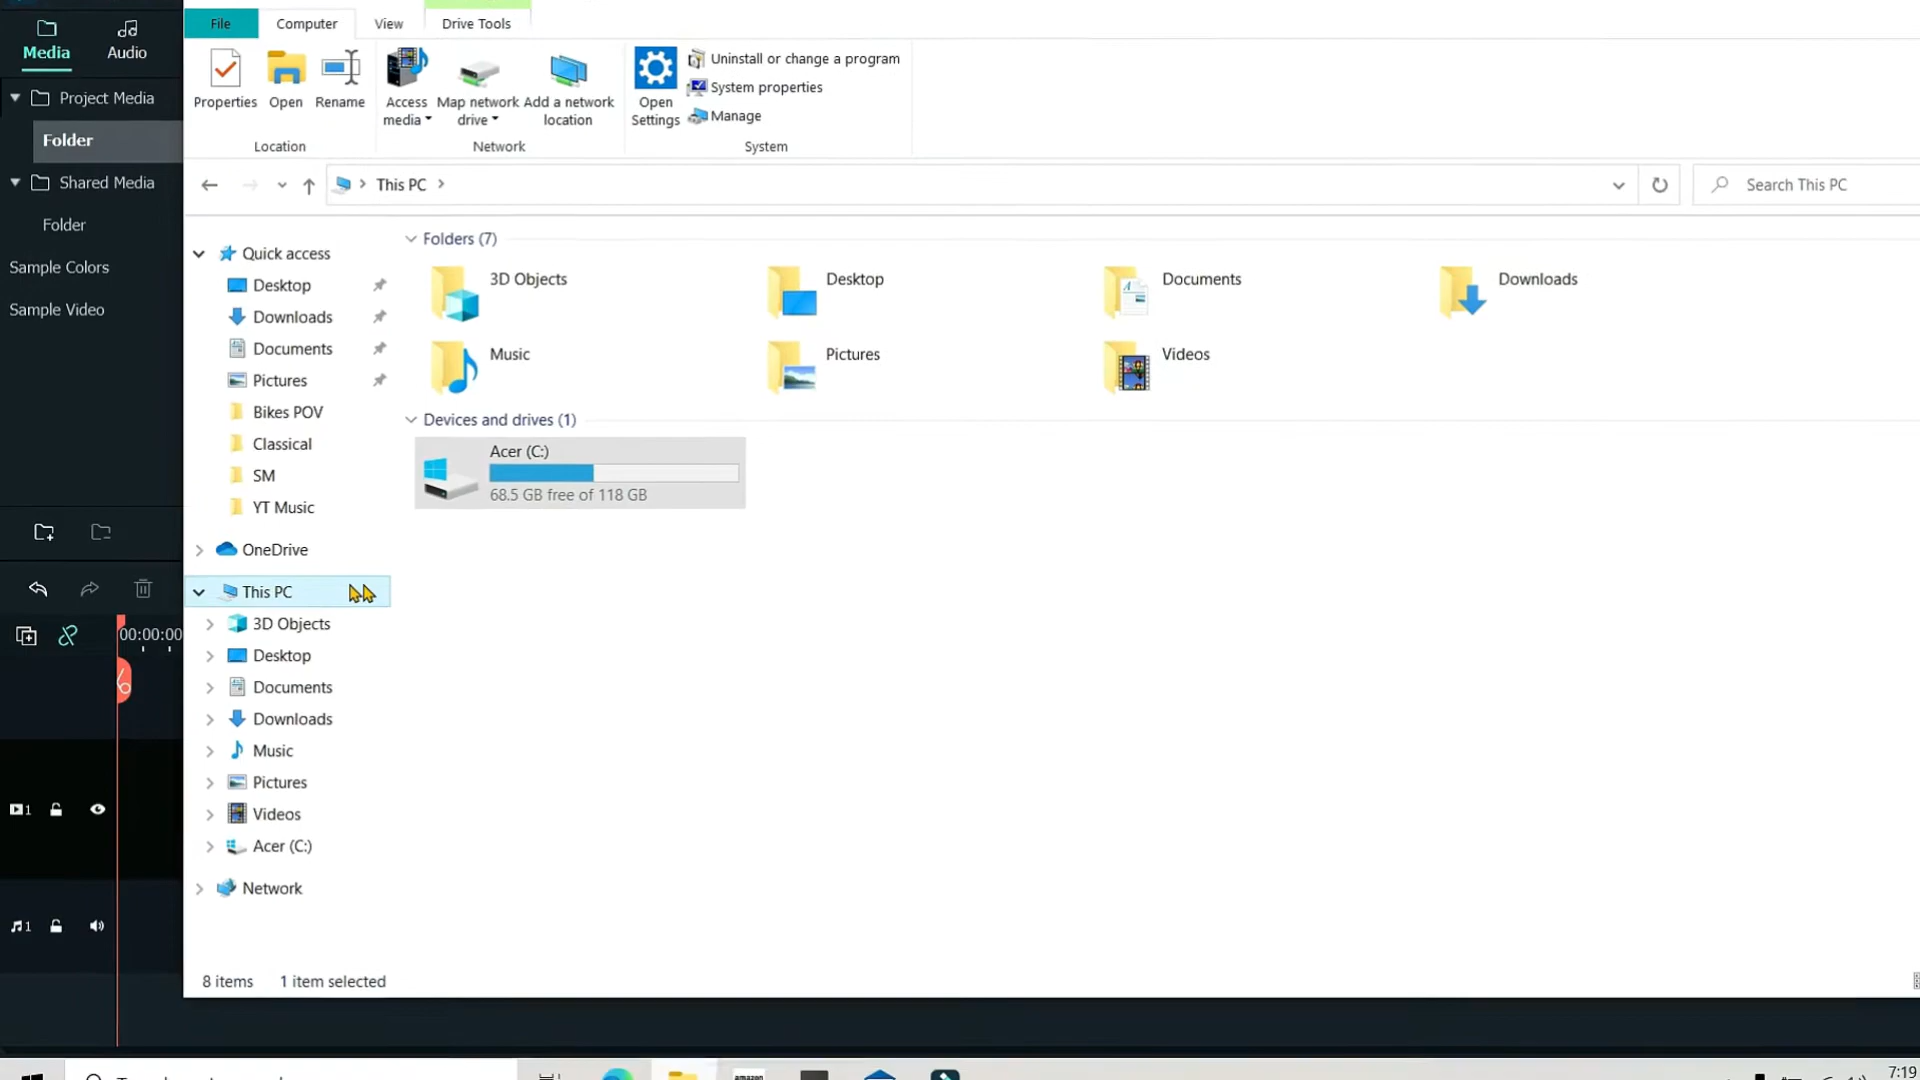 File Computer View Drive Tools
Media Audio
Properties Open Rename Access media Map network drive Add a network location Open Settings
Uninstall or change a program
System properties
Manage
Location Network System
This PC
Search This PC
Project Media
Folder
Shared Media
Folder
Sample Colors
Sample Video
Quick access
Desktop
Downloads
Documents
Pictures
Bikes POV
Classical
SM
YT Music
OneDrive
This PC
3D Objects
Desktop
Documents
Downloads
Music
Pictures
Videos
Acer (C:)
Network
Folders (7)
3D Objects Desktop Documents Downloads
Music Pictures Videos
Devices and drives (1)
Acer (C:)
68.5 GB free of 118 GB
00:00:00
1
1
8 items 1 item selected
amazon
7:19